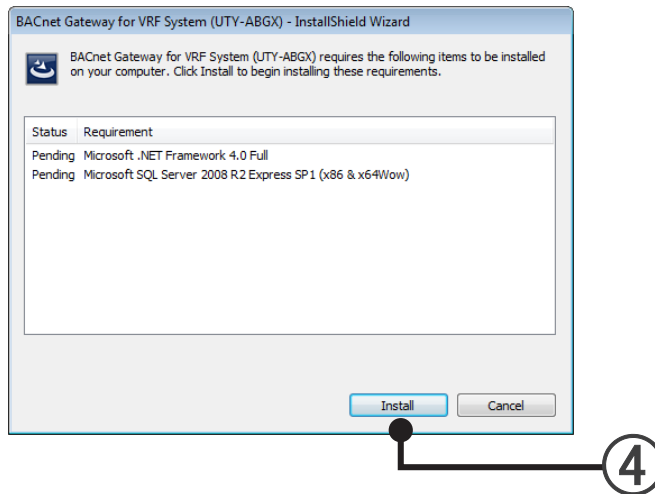 BACnet Gateway for VRF System (UTY-ABGX) - InstallShield Wizard
BACnet Gateway for VRF System (UTY-ABGX) requires the following items to be installed
on your computer. Click Install to begin installing these requirements.
Status Requirement
Pending Microsoft .NET Framework 4.0 Full
Pending Microsoft SQL Server 2008 R2 Express SP1 (x86 & x64Wow)
Install Cancel
④